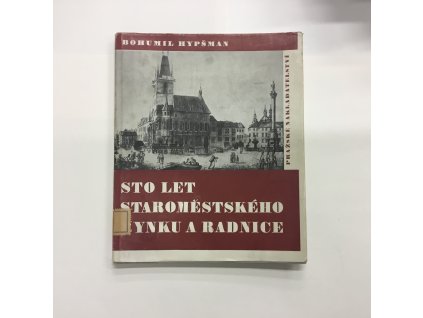 BOHUMIL HYPŠMAN
PRAŽSKÉ NAKLADATELSTVÍ
STO LET
STAROMĚSTSKÉHO
RYNKU A RADNICE